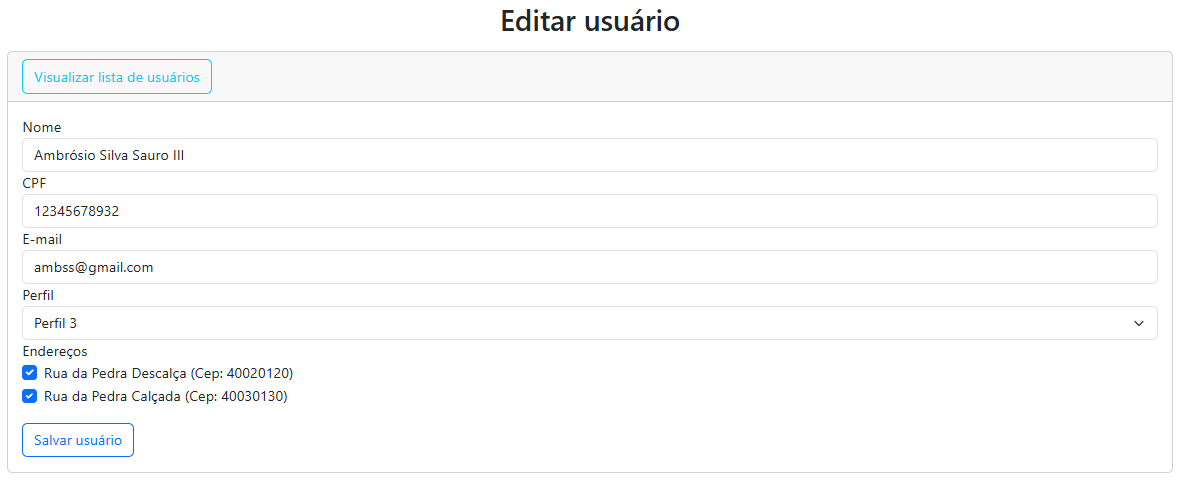 Editar usuário
Visualizar lista de usuários
Nome
Ambrósio Silva Sauro III
CPF
12345678932
E-mail
ambss@gmail.com
Perfil
Perfil 3
Endereços
Rua da Pedra Descalça (Cep: 40020120)
Rua da Pedra Calçada (Cep: 40030130)
Salvar usuário